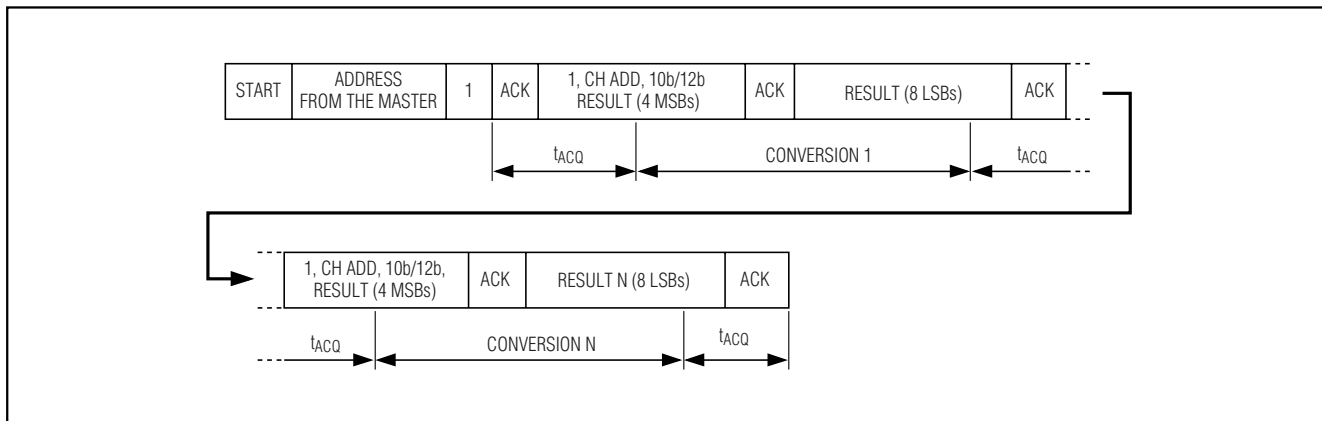 START
ADDRESS
FROM THE MASTER
1
ACK
1, CH ADD, 10b/12b
RESULT (4 MSBs)
ACK
RESULT (8 LSBs)
ACK
tACQ
CONVERSION 1
tACQ
1, CH ADD, 10b/12b,
RESULT (4 MSBs)
ACK
RESULT N (8 LSBs)
ACK
tACQ
CONVERSION N
tACQ